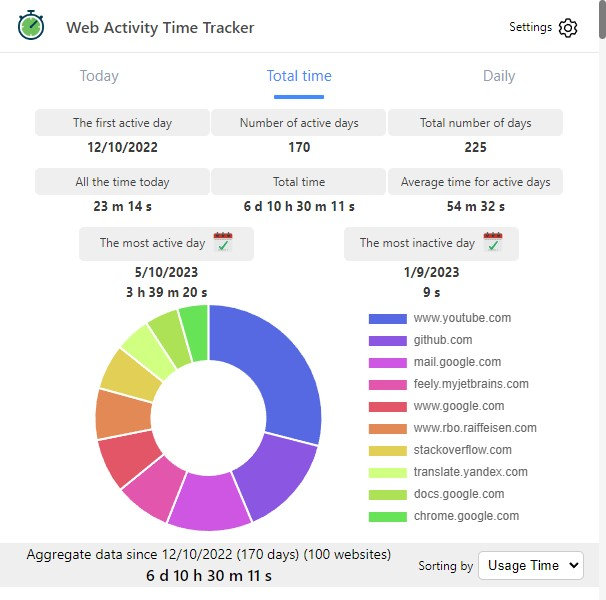 Web Activity Time Tracker
Settings
Today
Total time
Daily
The first active day
Number of active days
Total number of days
12/10/2022
170
225
All the time today
Total time
Average time for active days
23 m 14 s
6 d 10 h 30 m 11 s
54 m 32 s
The most active day
The most inactive day
5/10/2023
1/9/2023
3 h 39 m 20 s
9 s
www.youtube.com
github.com
mail.google.com
feely.myjetbrains.com
www.google.com
www.rbo.raiffeisen.com
stackoverflow.com
translate.yandex.com
docs.google.com
chrome.google.com
Aggregate data since 12/10/2022 (170 days) (100 websites)
6 d 10 h 30 m 11 s
Sorting by
Usage Time